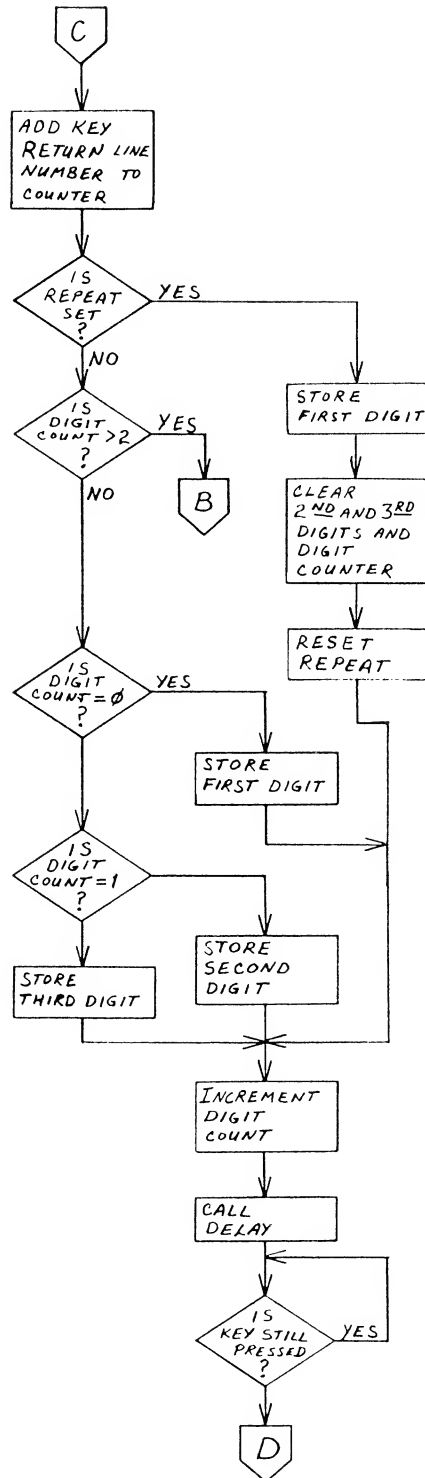 C
ADD KEY
RETURN LINE
NUMBER TO
COUNTER
IS
REPEAT
SET
?
YES
NO
STORE
FIRST DIGIT
IS
DIGIT
COUNT >2
?
YES
NO
B
CLEAR
2ND AND 3RD
DIGITS AND
DIGIT
COUNTER
RESET
REPEAT
IS
DIGIT
COUNT = ϕ
?
YES
STORE
FIRST DIGIT
IS
DIGIT
COUNT = 1
?
STORE
SECOND
DIGIT
STORE
THIRD DIGIT
INCREMENT
DIGIT
COUNT
CALL
DELAY
IS
KEY STILL
PRESSED
?
YES
D